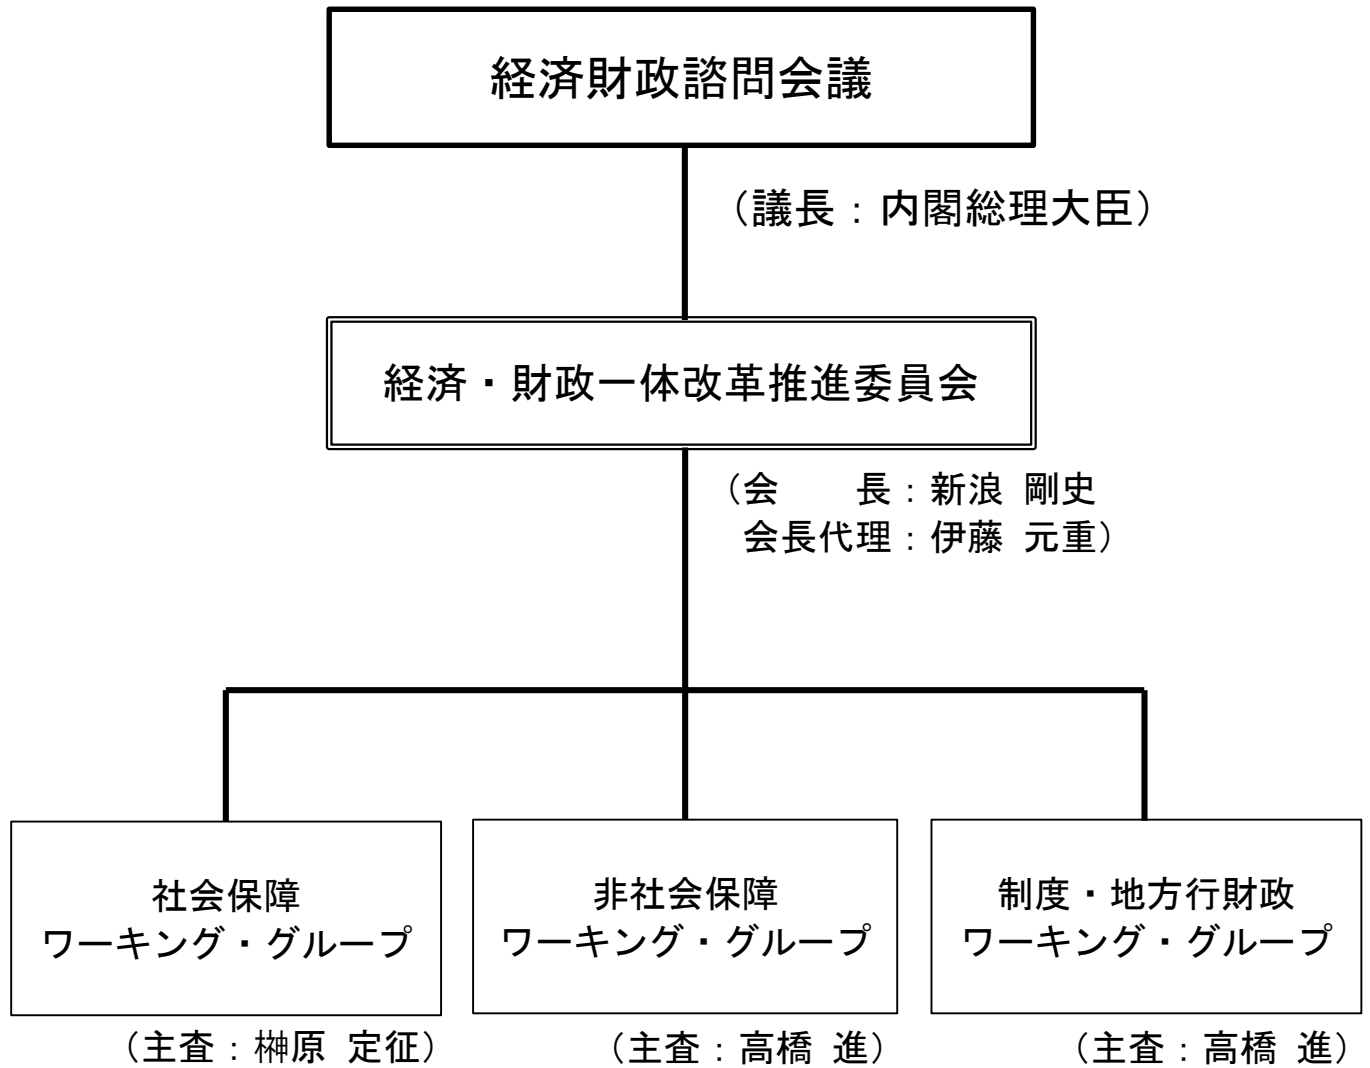 経済財政諮問会議
（議長：内閣総理大臣）
経済・財政一体改革推進委員会
（会　　長：新浪 剛史
会長代理：伊藤 元重）
社会保障
ワーキング・グループ
（主査：榊原 定征）
非社会保障
ワーキング・グループ
（主査：高橋 進）
制度・地方行財政
ワーキング・グループ
（主査：高橋 進）